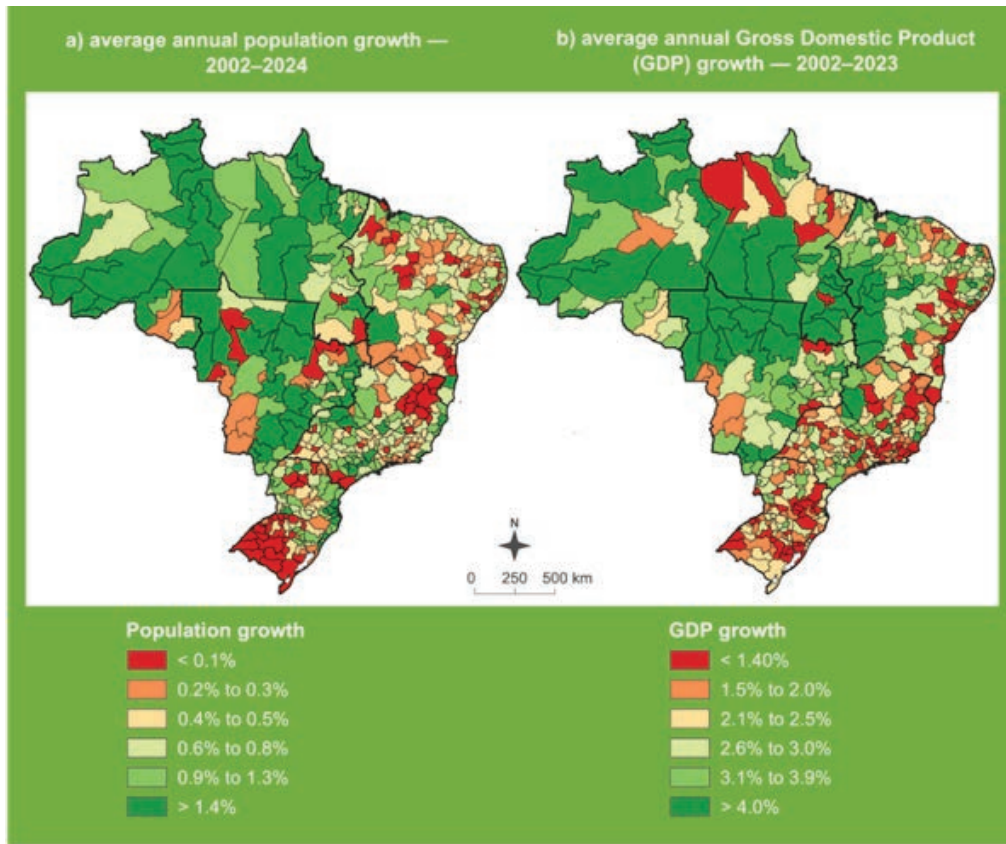 a) average annual population growth —
2002–2024
b) average annual Gross Domestic Product
(GDP) growth — 2002–2023
N
0 250 500 km
Population growth
< 0.1%
0.2% to 0.3%
0.4% to 0.5%
0.6% to 0.8%
0.9% to 1.3%
> 1.4%
GDP growth
< 1.40%
1.5% to 2.0%
2.1% to 2.5%
2.6% to 3.0%
3.1% to 3.9%
> 4.0%